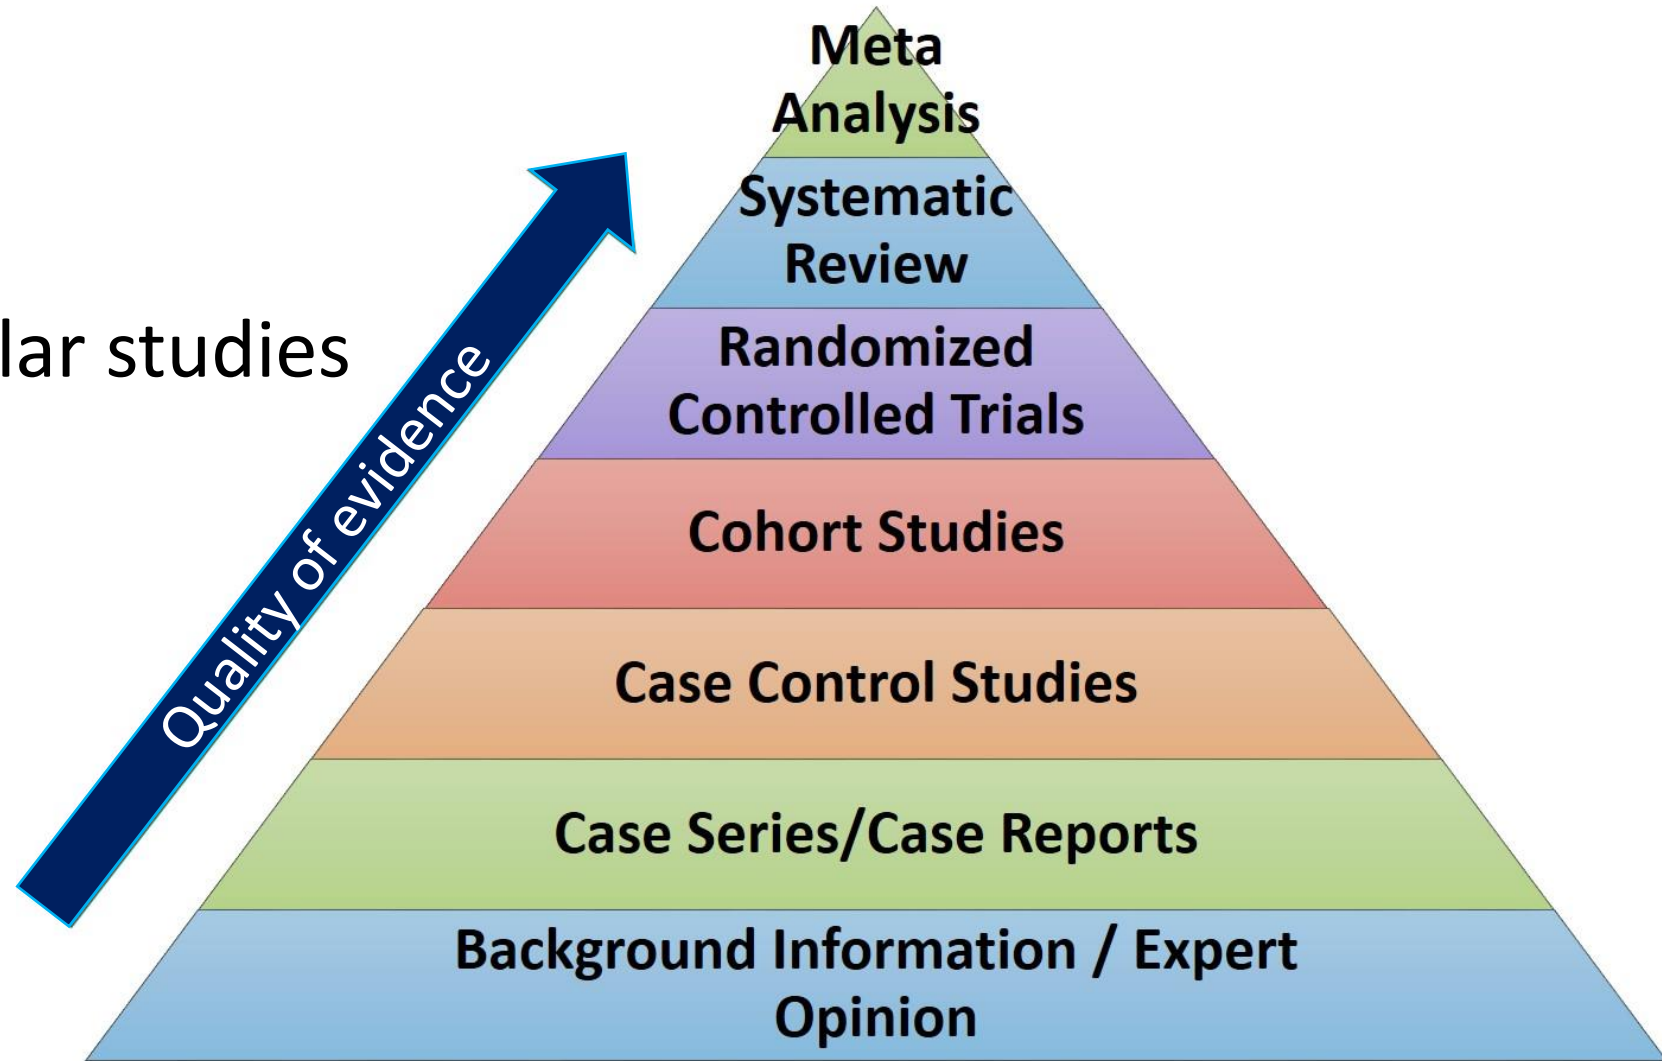 Meta
Analysis
Systematic
Review
lar studies
Randomized
Controlled Trials
Quality of evidence
Cohort Studies
Case Control Studies
Case Series/Case Reports
Background Information / Expert
Opinion